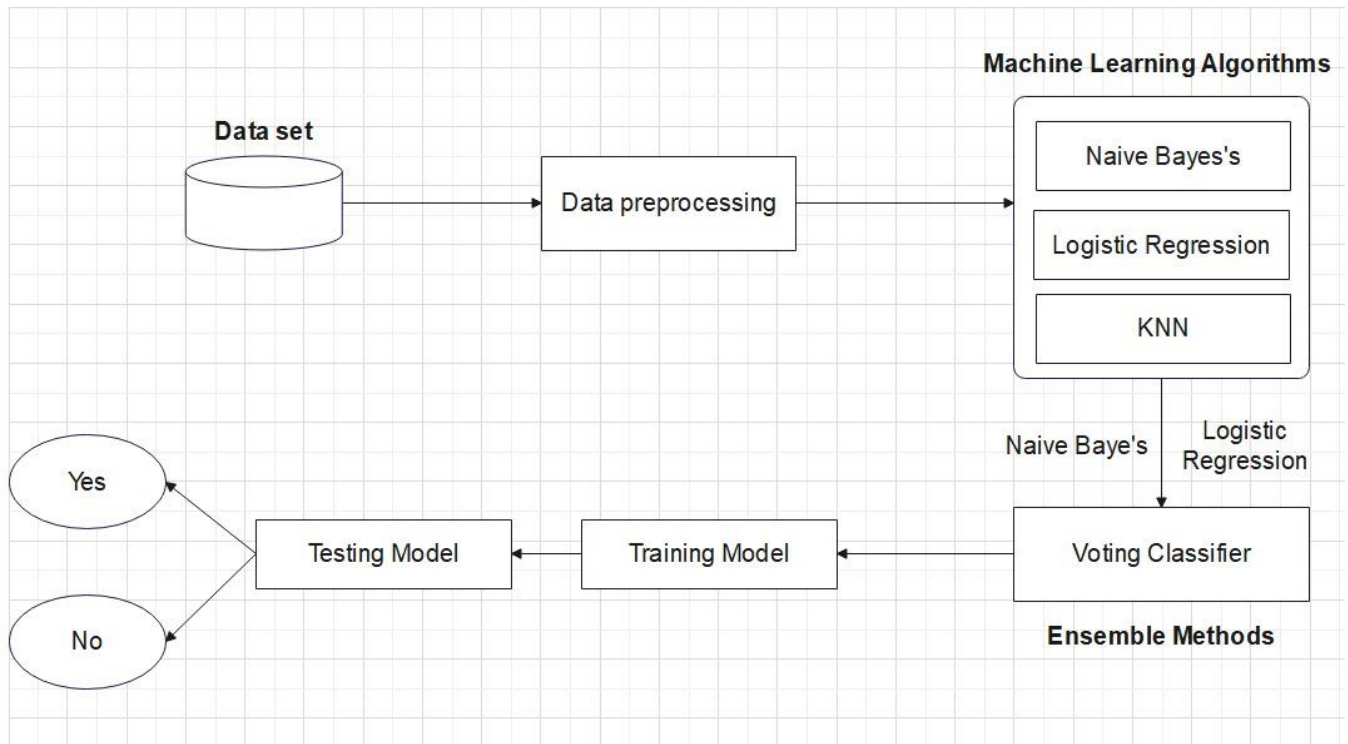 Machine Learning Algorithms
Data set
Naive Bayes's
Data preprocessing
Logistic Regression
KNN
Naive Baye's
Logistic
Regression
Yes
Testing Model
Training Model
Voting Classifier
No
Ensemble Methods